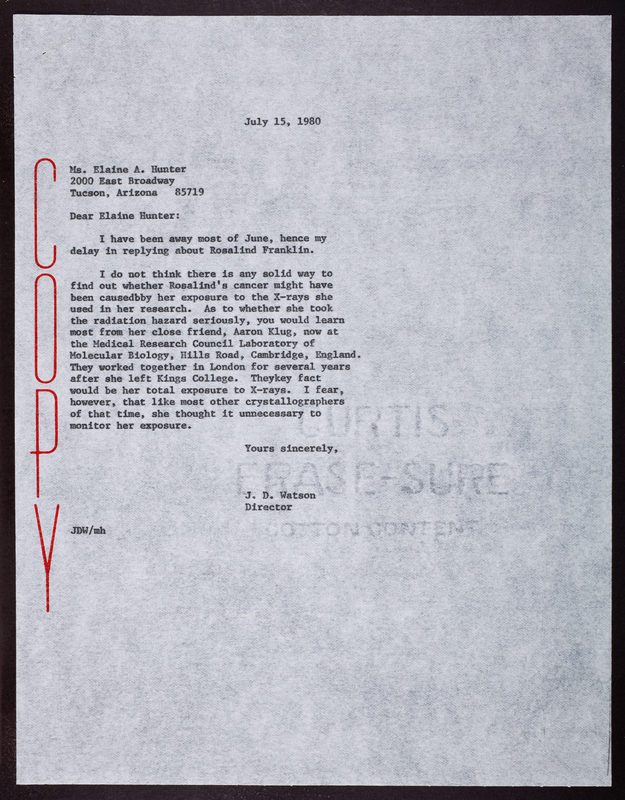 July 15, 1980
Ms. Elaine A. Hunter
2000 East Broadway
Tucson, Arizona 85719
Dear Elaine Hunter:
I have been away most of June, hence my
delay in replying about Rosalind Franklin.
I do not think there is any solid way to
find out whether Rosalind's cancer might have
been causedbby her exposure to the X-rays she
used in her research. As to whether she took
the radiation hazard seriously, you would learn
most from her close friend, Aaron Klug, now at
the Medical Research Council Laboratory of
Molecular Biology, Hills Road, Cambridge, England.
They worked together in London for several years
after she left Kings College. Theykey fact
would be her total exposure to X-rays. I fear,
however, that like most other crystallographers
of that time, she thought it unnecessary to
monitor her exposure.
Yours sincerely,
J. D. Watson
Director
JDW/mh
COPY
CURTIS
ERASE-SURE
COTTON CONTENT